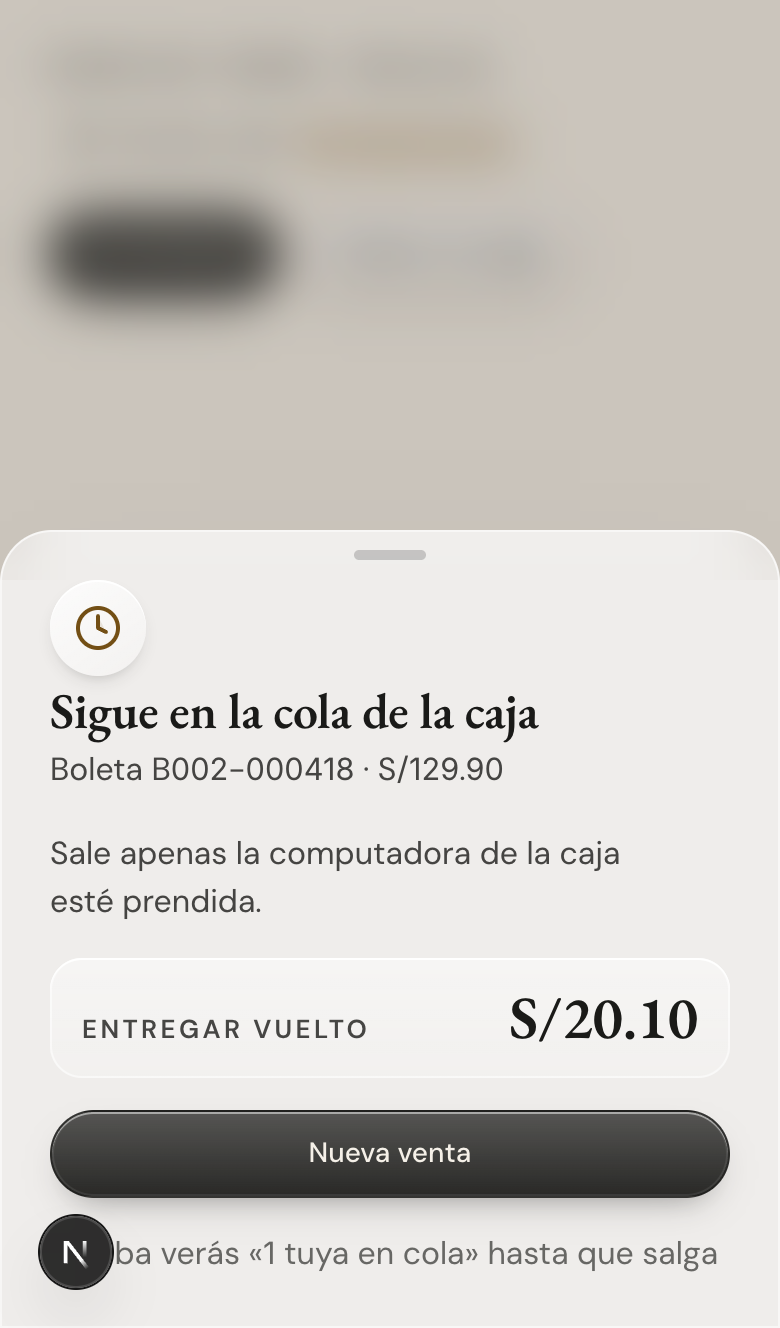 Sigue en la cola de la caja
Boleta B002-000418 · S/129.90
Sale apenas la computadora de la caja
esté prendida.
ENTREGAR VUELTO
S/20.10
Nueva venta
N
verás «1 tuya en cola» hasta que salga